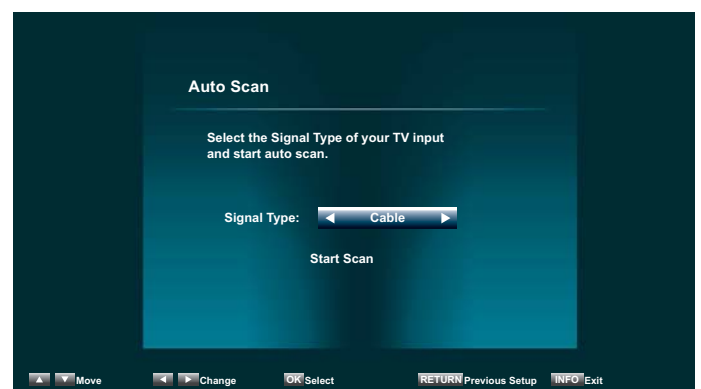 Auto Scan
Select the Signal Type of your TV input
and start auto scan.
Signal Type: ◀ Cable ▶
Start Scan
▲ ▼ Move ◀ ▶ Change OK Select RETURN Previous Setup INFO Exit